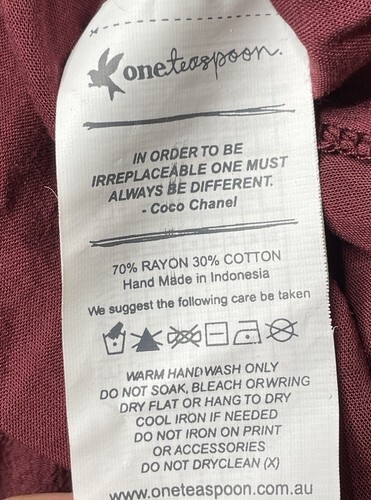 oneteaspoon.
IN ORDER TO BE
IRREPLACEABLE ONE MUST
ALWAYS BE DIFFERENT.
- Coco Chanel
70% RAYON 30% COTTON
Hand Made in Indonesia
We suggest the following care be taken
WARM HANDWASH ONLY
DO NOT SOAK, BLEACH OR WRING
DRY FLAT OR HANG TO DRY
COOL IRON IF NEEDED
DO NOT IRON ON PRINT
OR ACCESSORIES
DO NOT DRYCLEAN (X)
www.oneteaspoon.com.au